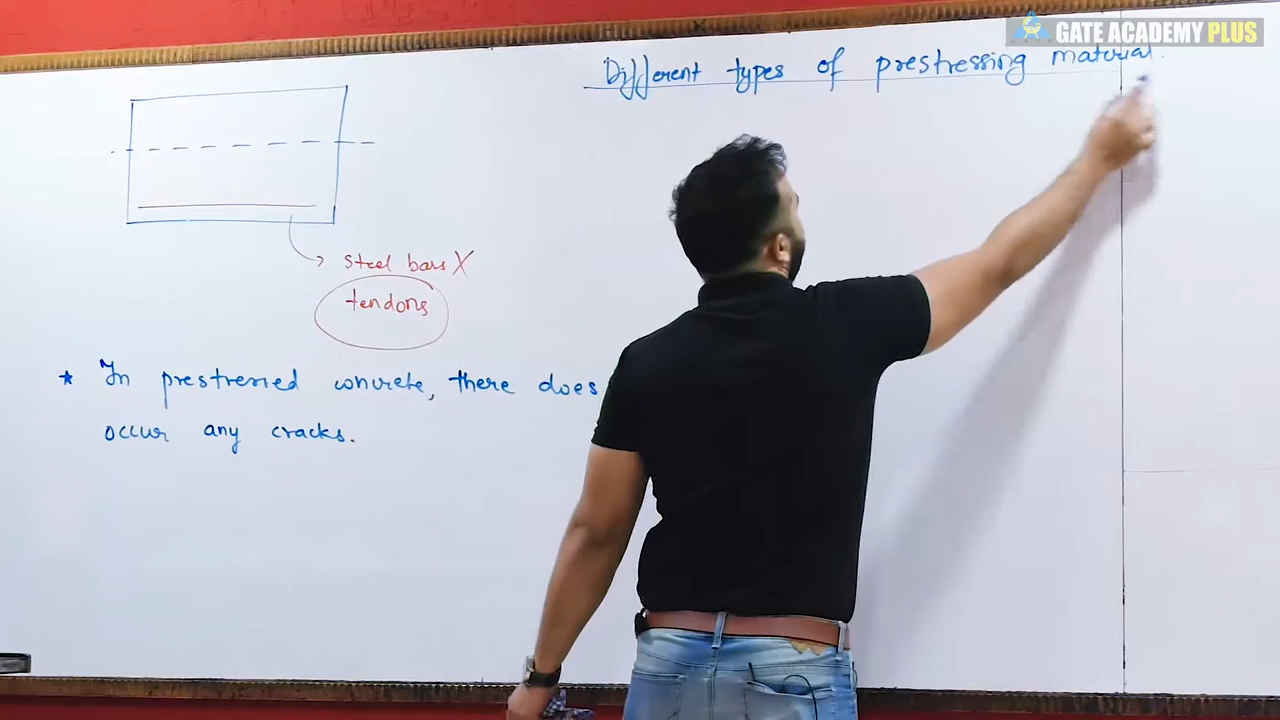 GATE ACADEMY PLUS
Different types of prestressing material.
steel bars X
tendons
* In prestressed concrete, there does
occur any cracks.